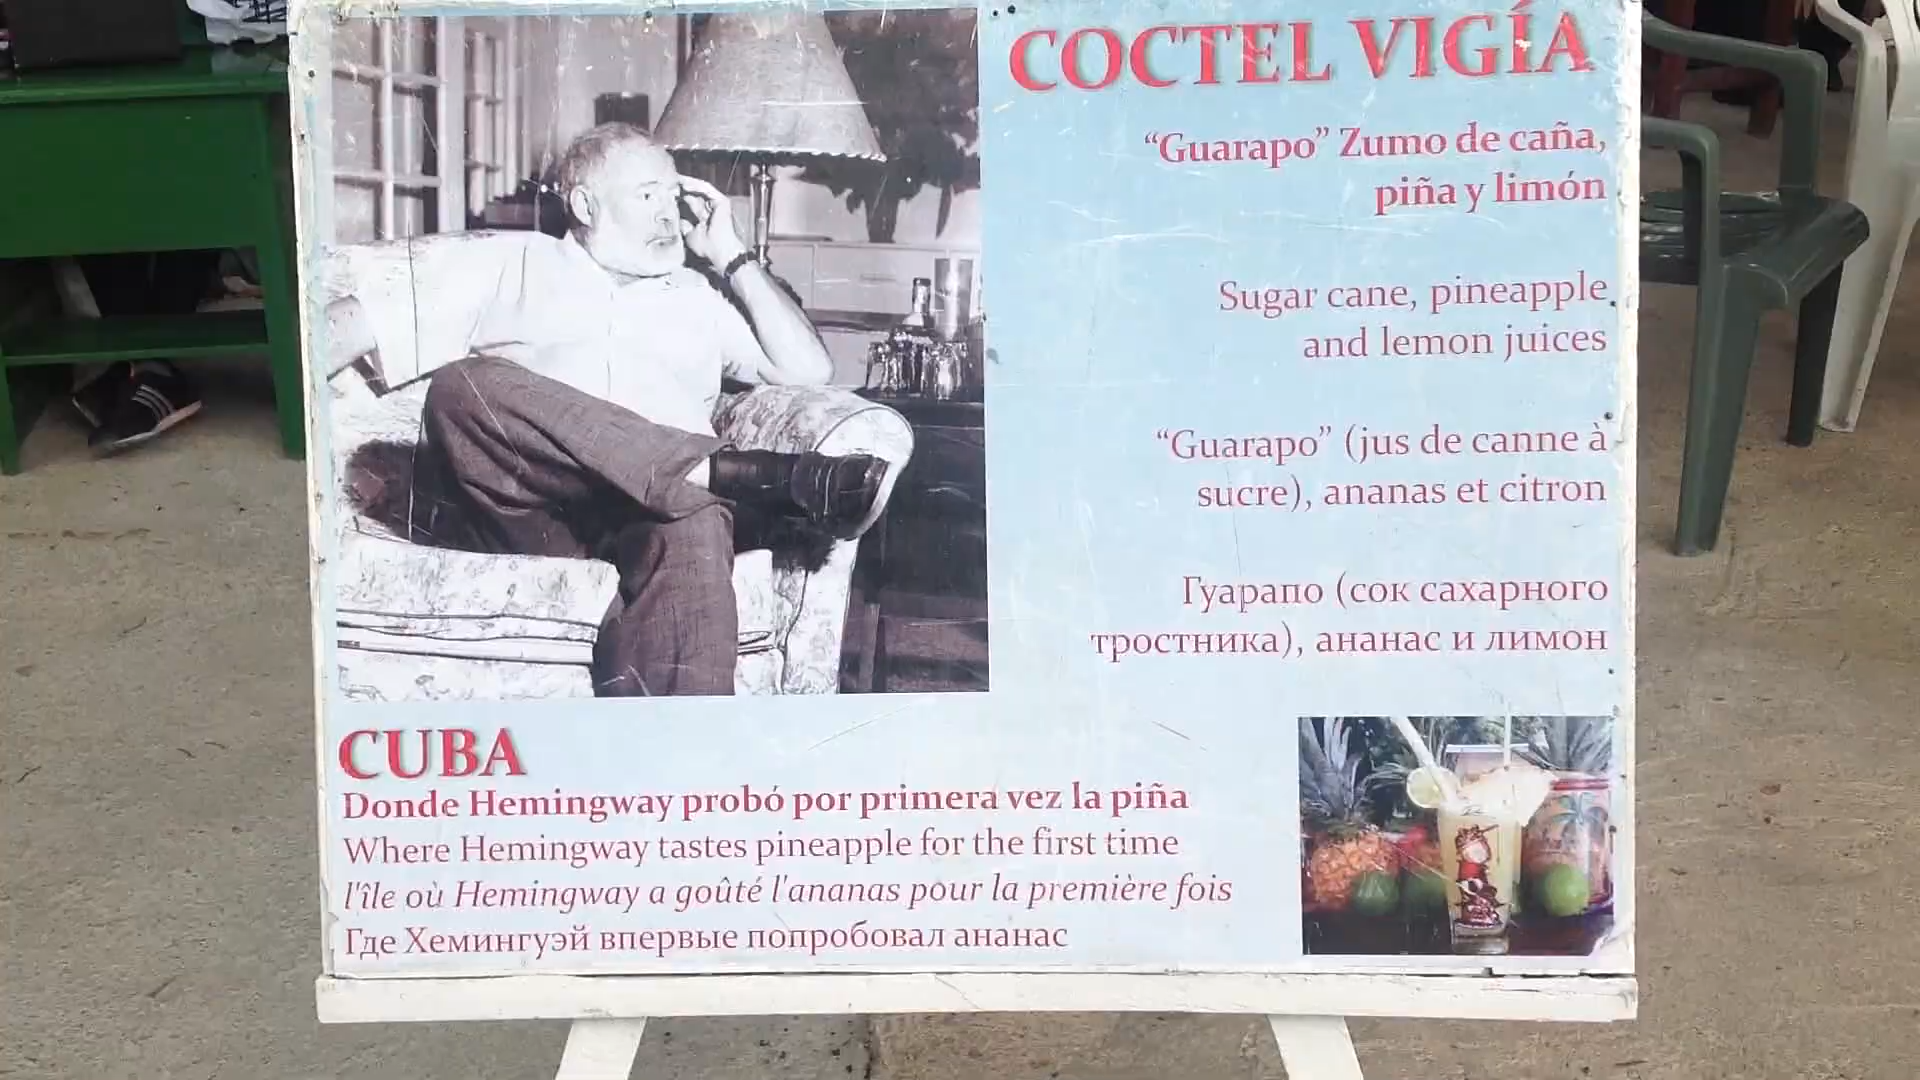 COCTEL VIGÍA
“Guarapo” Zumo de caña,
piña y limón
Sugar cane, pineapple
and lemon juices
“Guarapo” (jus de canne à
sucre), ananas et citron
Гуарапо (сок сахарного
тростника), ананас и лимон
CUBA
Donde Hemingway probó por primera vez la piña
Where Hemingway tastes pineapple for the first time
l'île où Hemingway a goûté l'ananas pour la première fois
Где Хемингуэй впервые попробовал ананас